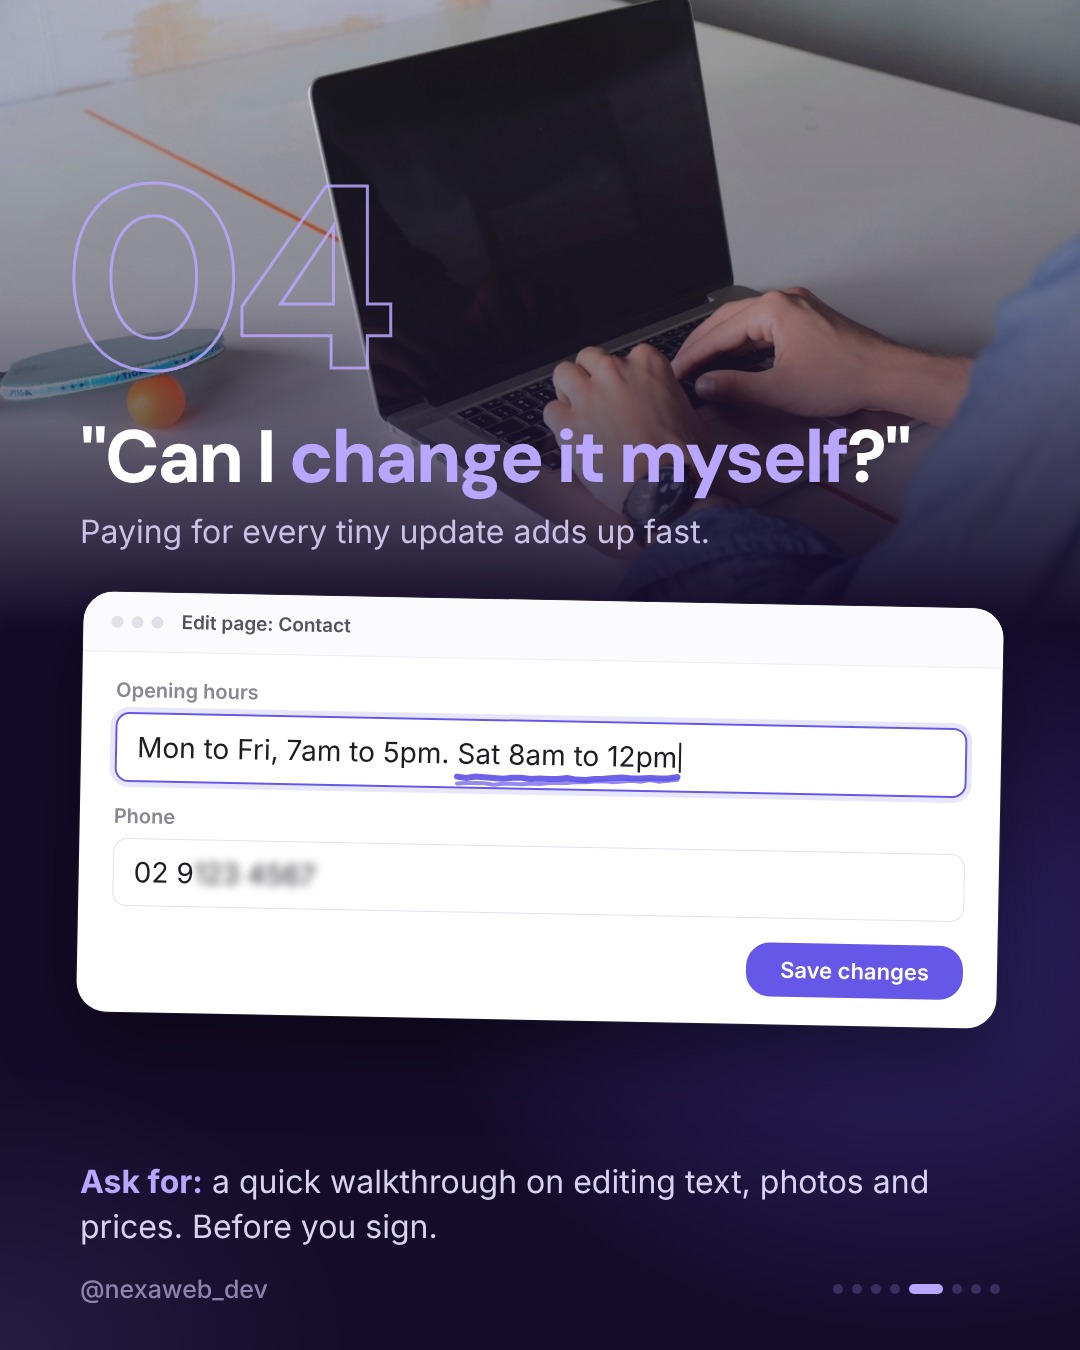 04
"Can I change it myself?"
Paying for every tiny update adds up fast.
Edit page: Contact
Opening hours
Mon to Fri, 7am to 5pm. Sat 8am to 12pm
Phone
02 9
Save changes
Ask for: a quick walkthrough on editing text, photos and
prices. Before you sign.
@nexaweb_dev